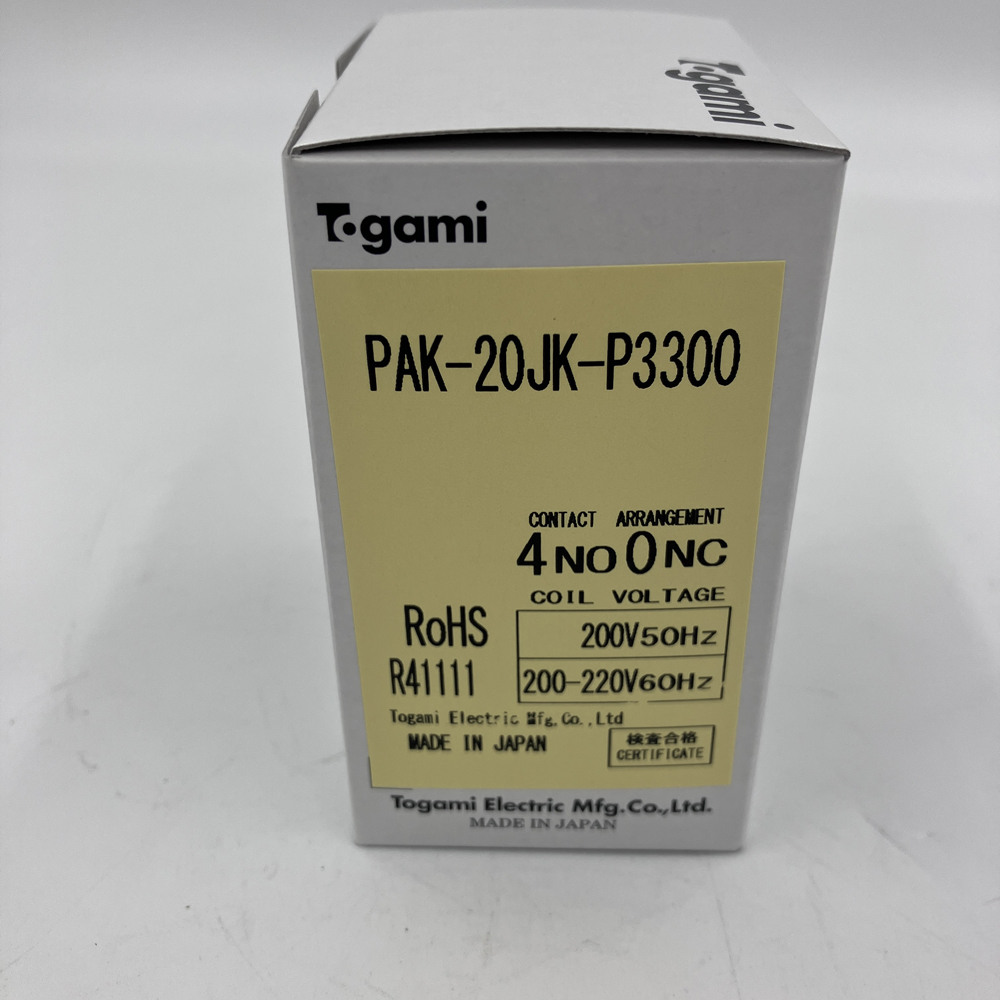 Togami
Togami
PAK-20JK-P3300
CONTACT ARRANGEMENT
4NO0NC
COIL VOLTAGE
RoHS
200V50Hz
R41111
200-220V60Hz
Togami Electric Mfg.Co.,Ltd
MADE IN JAPAN
検査合格
CERTIFICATE
Togami Electric Mfg.Co.,Ltd.
MADE IN JAPAN